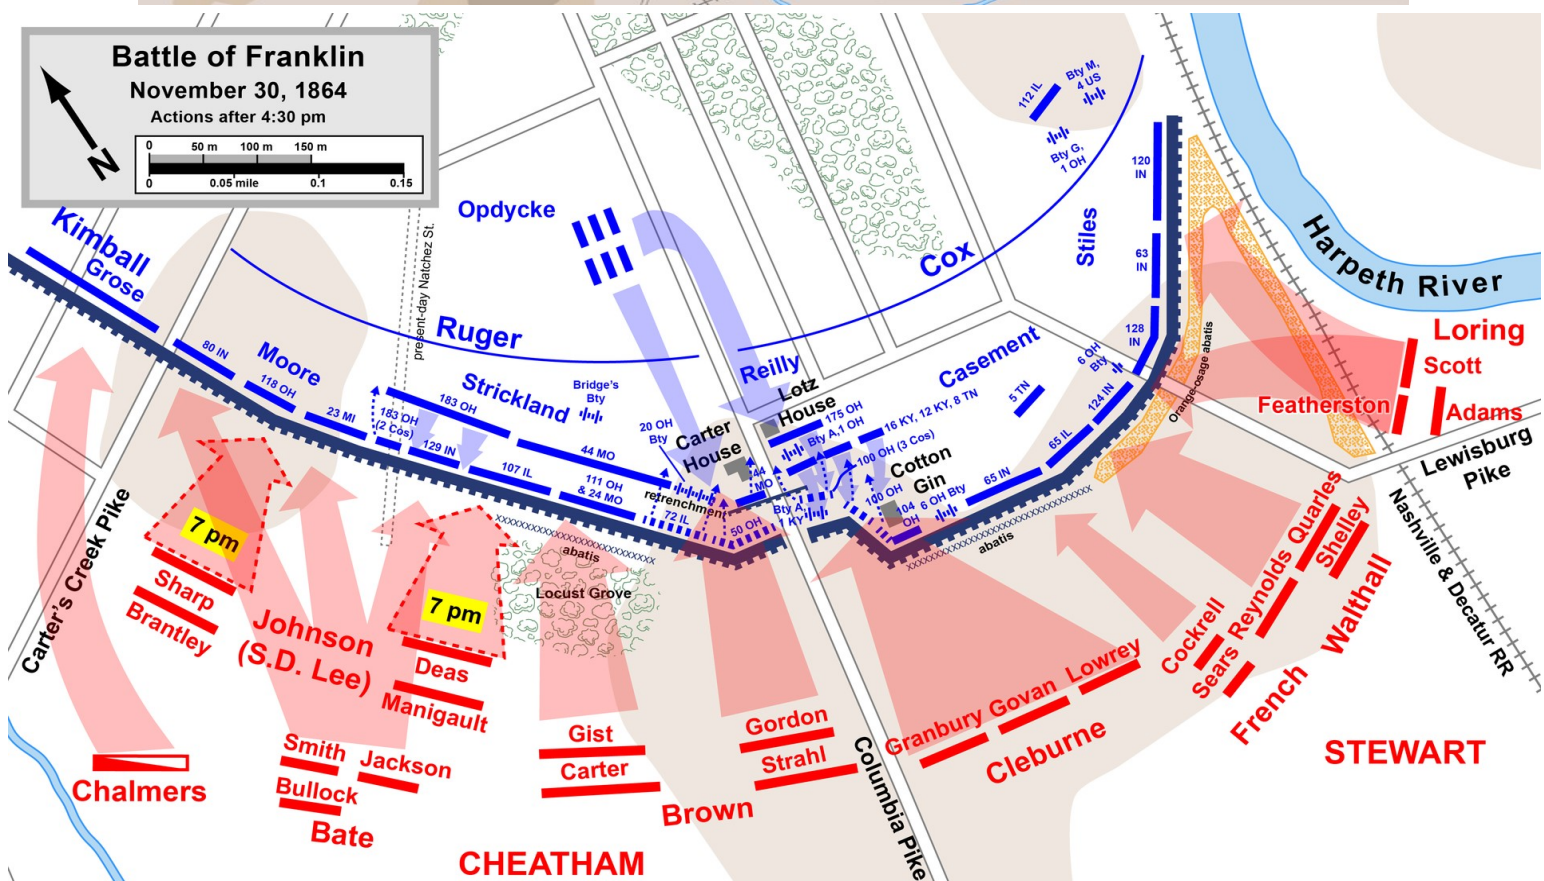 Battle of Franklin
November 30, 1864
Actions after 4:30 pm
0 50 m 100 m 150 m
0 0.05 mile 0.1 0.15
N
Kimball
Grose
Opdycke
present-day Natchez St.
Ruger
Cox
Stiles
112 IL
Bty M,
4 US
Bty G,
1 OH
120
IN
63
IN
128
IN
Harpeth River
Loring
Scott
Featherston
Adams
Lewisburg
Pike
Orange-osage abatis
Moore
80 IN
118 OH
23 MI
Strickland
183 OH
183 OH
(2 Cos)
129 IN
107 IL
Bridge's
Bty
44 MO
111 OH
& 24 MO
20 OH
Bty
Carter
House
retrenchment
72 IL
50 OH
44
MO
Reilly
Lotz
House
175 OH
Bty A, 1 OH
16 KY, 12 KY, 8 TN
100 OH (3 Cos)
Bty A,
1 KY
Cotton
Gin
100 OH
104
OH
6 OH Bty
Casement
5 TN
65 IN
65 IL
124 IN
6 OH
Bty
abatis
abatis
Locust Grove
Carter's Creek Pike
7 pm
Sharp
Brantley
Johnson
(S.D. Lee)
7 pm
Deas
Manigault
Chalmers
Smith
Jackson
Bullock
Bate
Gist
Carter
Brown
Gordon
Strahl
CHEATHAM
Columbia Pike
Granbury
Govan
Lowrey
Cleburne
Cockrell
Sears
French
Reynolds
Quarles
Shelley
Walthall
STEWART
Nashville & Decatur RR